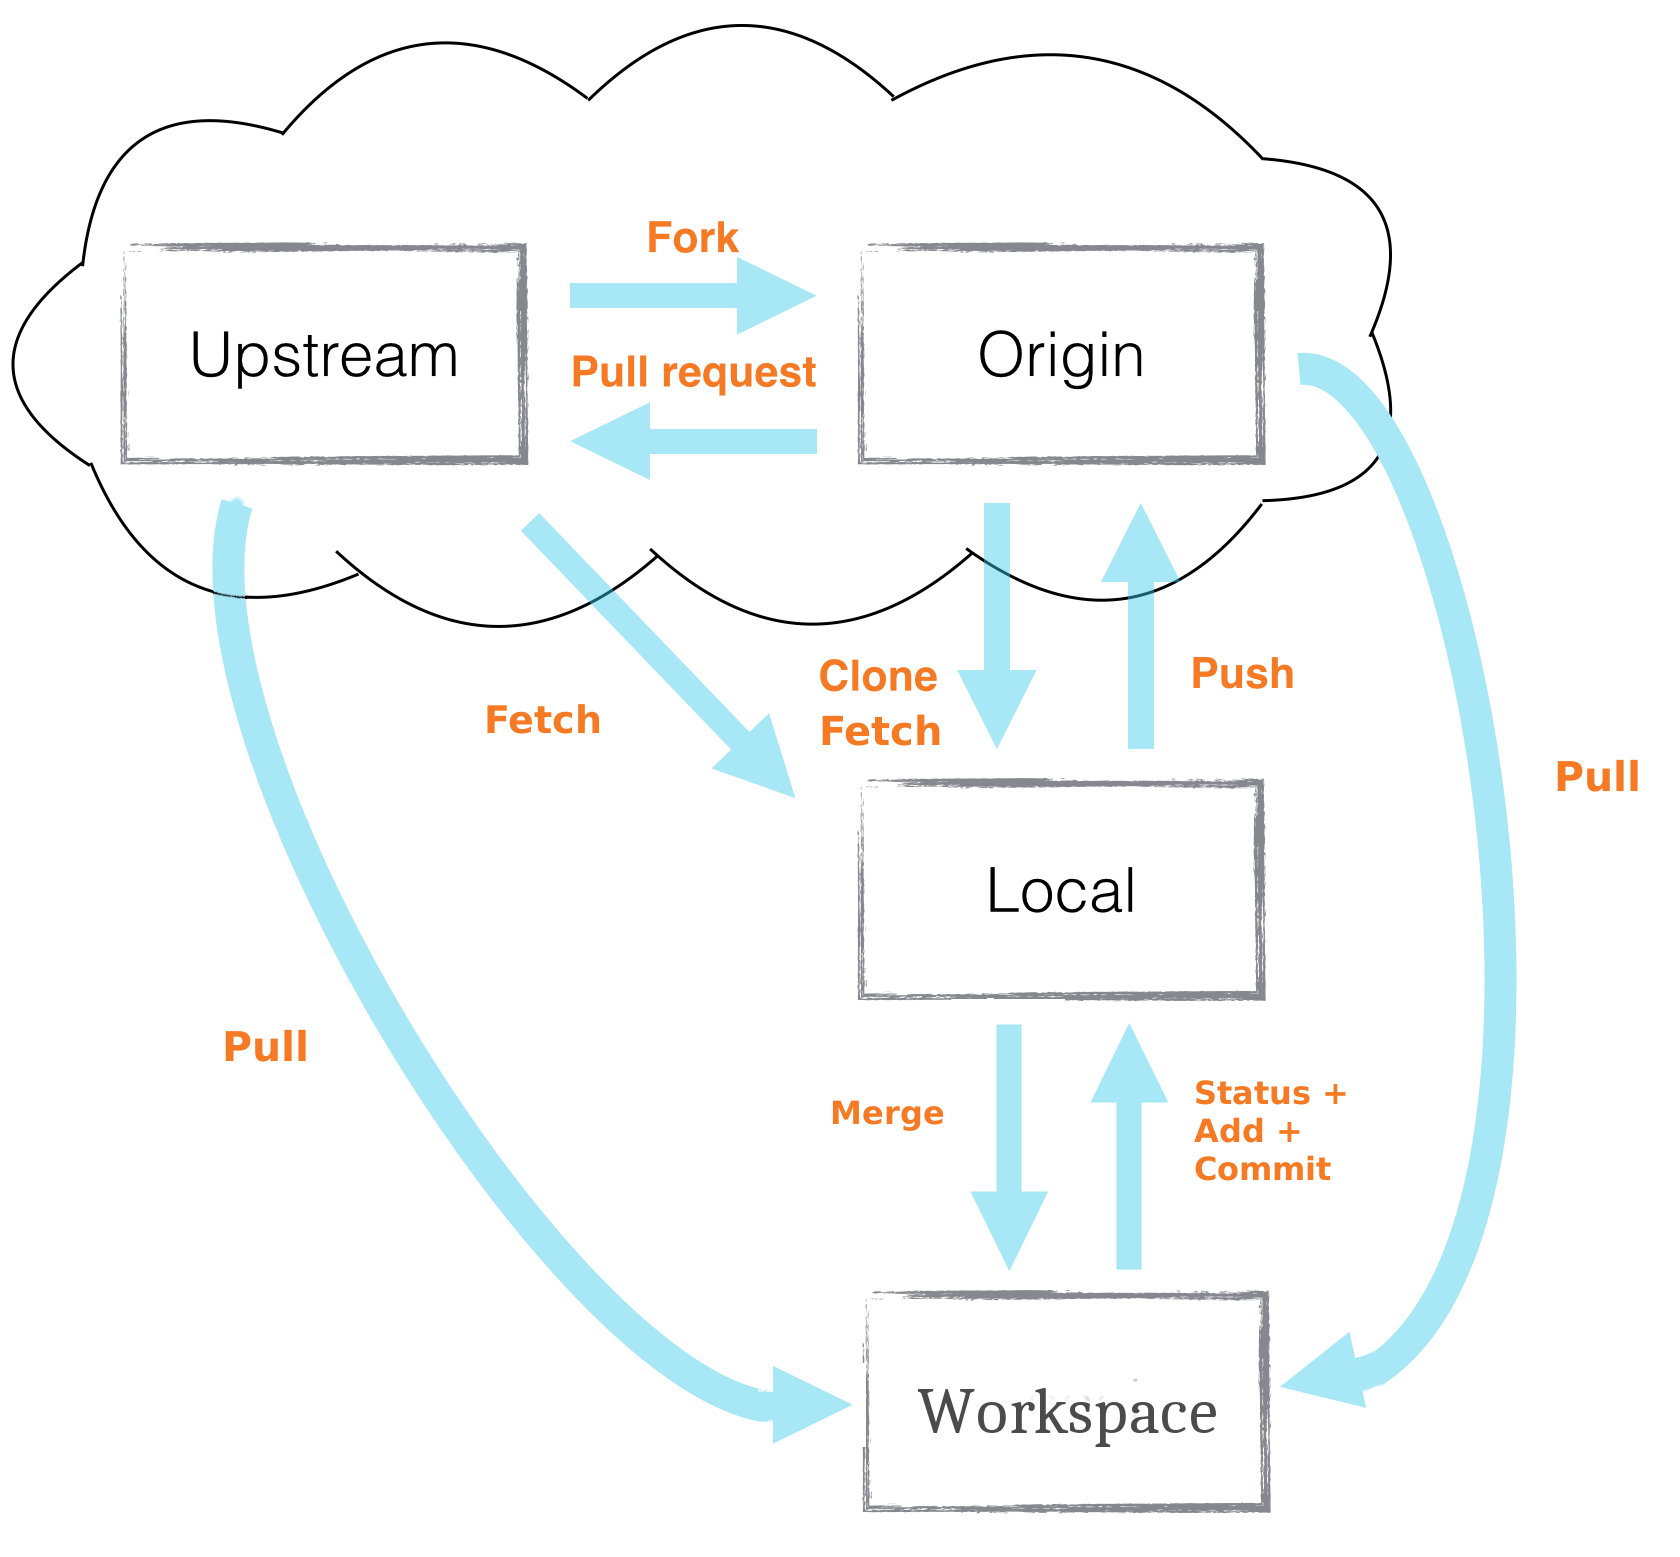 Fork
Upstream
Pull request
Origin
Clone
Fetch
Push
Fetch
Pull
Local
Pull
Merge
Status +
Add +
Commit
Workspace